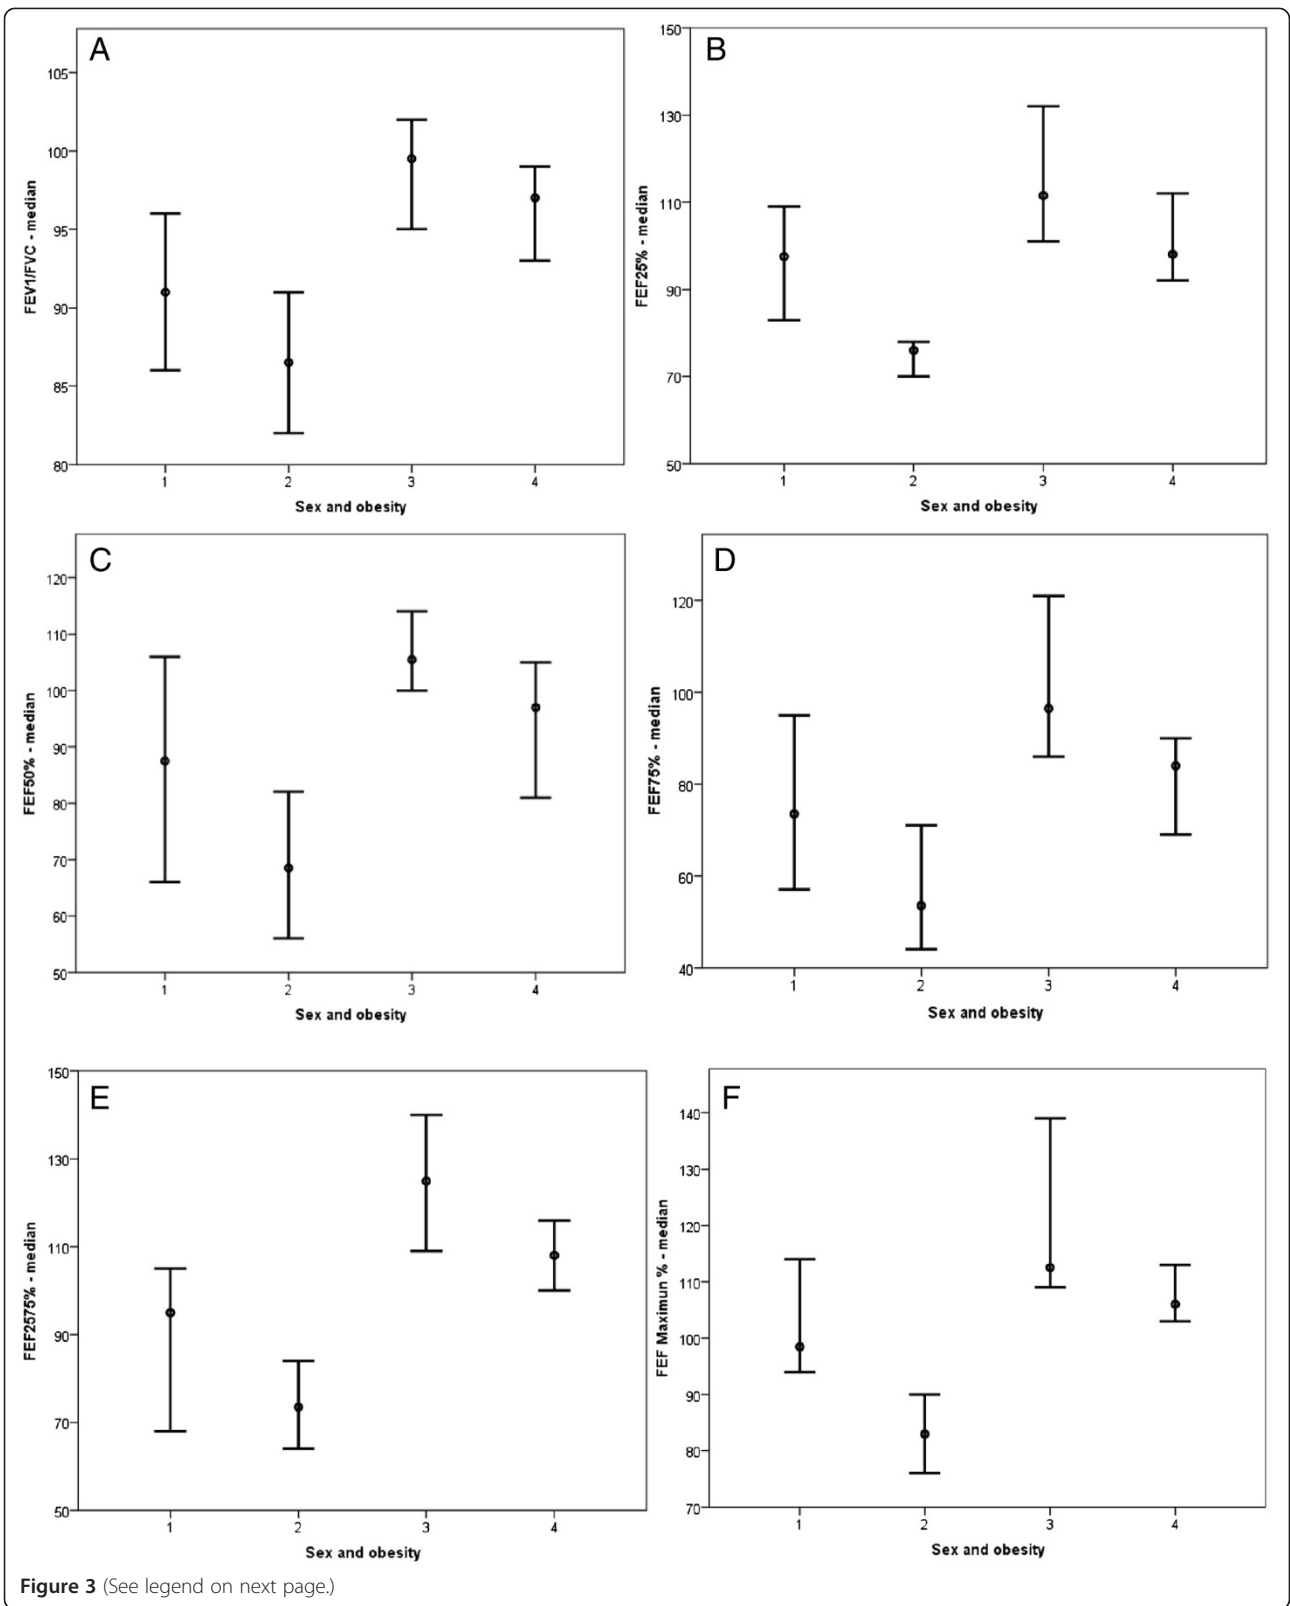 A
FEV1/FVC - median
105
100
95
90
85
80
1 2 3 4
Sex and obesity
B
FEF25% - median
150
130
110
90
70
50
1 2 3 4
Sex and obesity
C
FEF50% - median
120
110
100
90
80
70
60
50
1 2 3 4
Sex and obesity
D
FEF75% - median
120
100
80
60
40
1 2 3 4
Sex and obesity
E
FEF2575% - median
150
130
110
90
70
50
1 2 3 4
Sex and obesity
F
FEF Maximun % - median
140
130
120
110
100
90
80
70
1 2 3 4
Sex and obesity
Figure 3 (See legend on next page.)